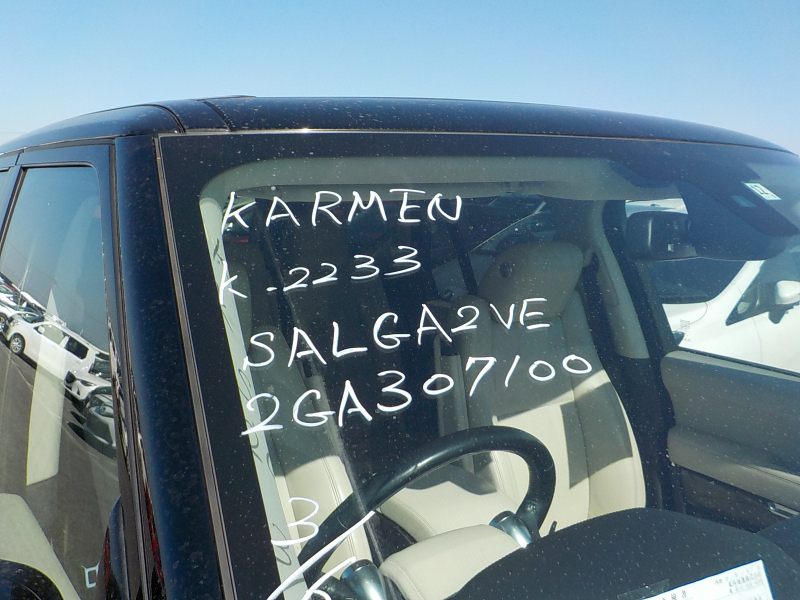 KARMEN
K-2233
SALGA2VE
2GA307100
3